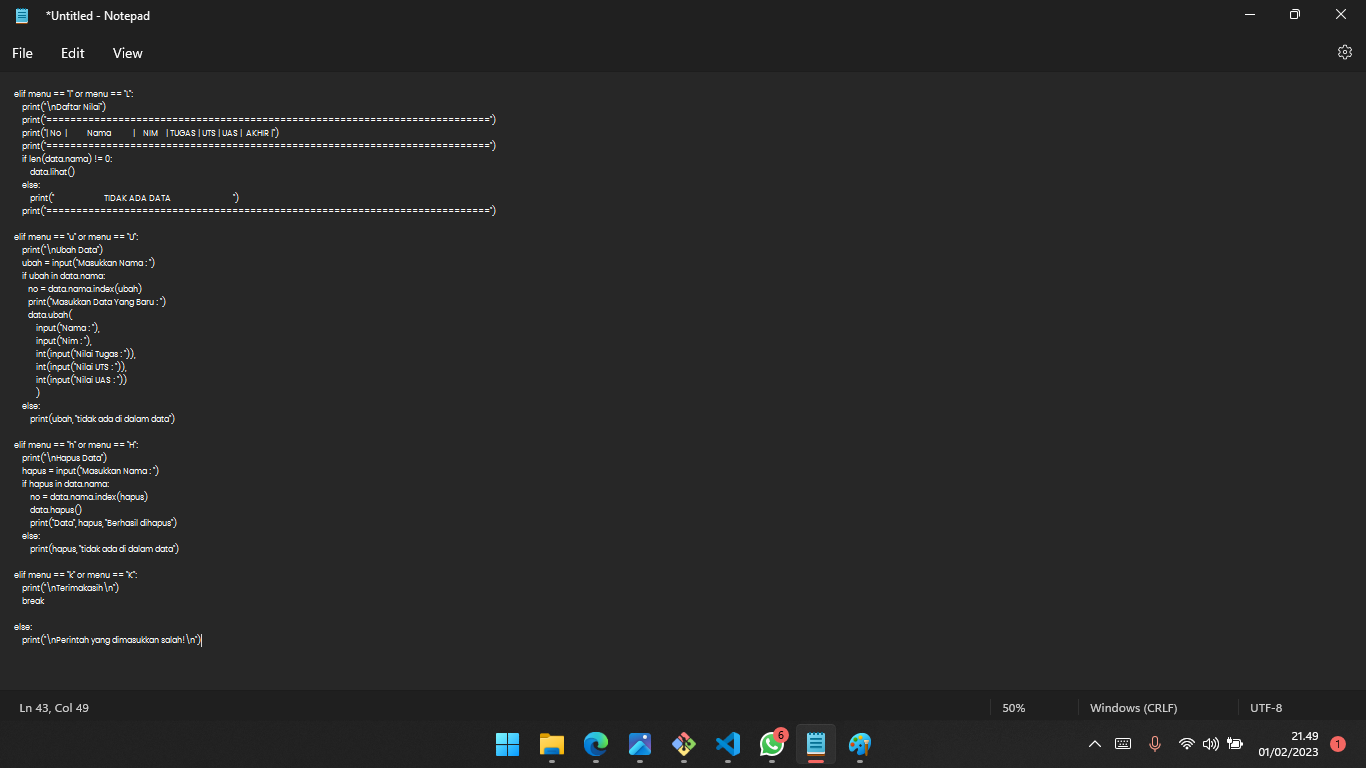 *Untitled - Notepad
File Edit View
elif menu == "l" or menu == "L":
print("\nDaftar Nilai")
print("==========================================================================")
print("| No | Nama | NIM | TUGAS | UTS | UAS | AKHIR |")
print("==========================================================================")
if len(data.nama) != 0:
data.lihat()
else:
print(" TIDAK ADA DATA ")
print("==========================================================================")
elif menu == "u" or menu == "U":
print("\nUbah Data")
ubah = input("Masukkan Nama : ")
if ubah in data.nama:
no = data.nama.index(ubah)
print("Masukkan Data Yang Baru : ")
data.ubah(
input("Nama : "),
input("Nim : "),
int(input("Nilai Tugas : ")),
int(input("Nilai UTS : ")),
int(input("Nilai UAS : "))
)
else:
print(ubah, "tidak ada di dalam data")
elif menu == "h" or menu == "H":
print("\nHapus Data")
hapus = input("Masukkan Nama : ")
if hapus in data.nama:
no = data.nama.index(hapus)
data.hapus()
print("Data", hapus, "Berhasil dihapus")
else:
print(hapus, "tidak ada di dalam data")
elif menu == "k" or menu == "K":
print("\nTerimakasih\n")
break
else:
print("\nPerintah yang dimasukkan salah! \n")
Ln 43, Col 49 50% Windows (CRLF) UTF-8
6
21.49
01/02/2023
1